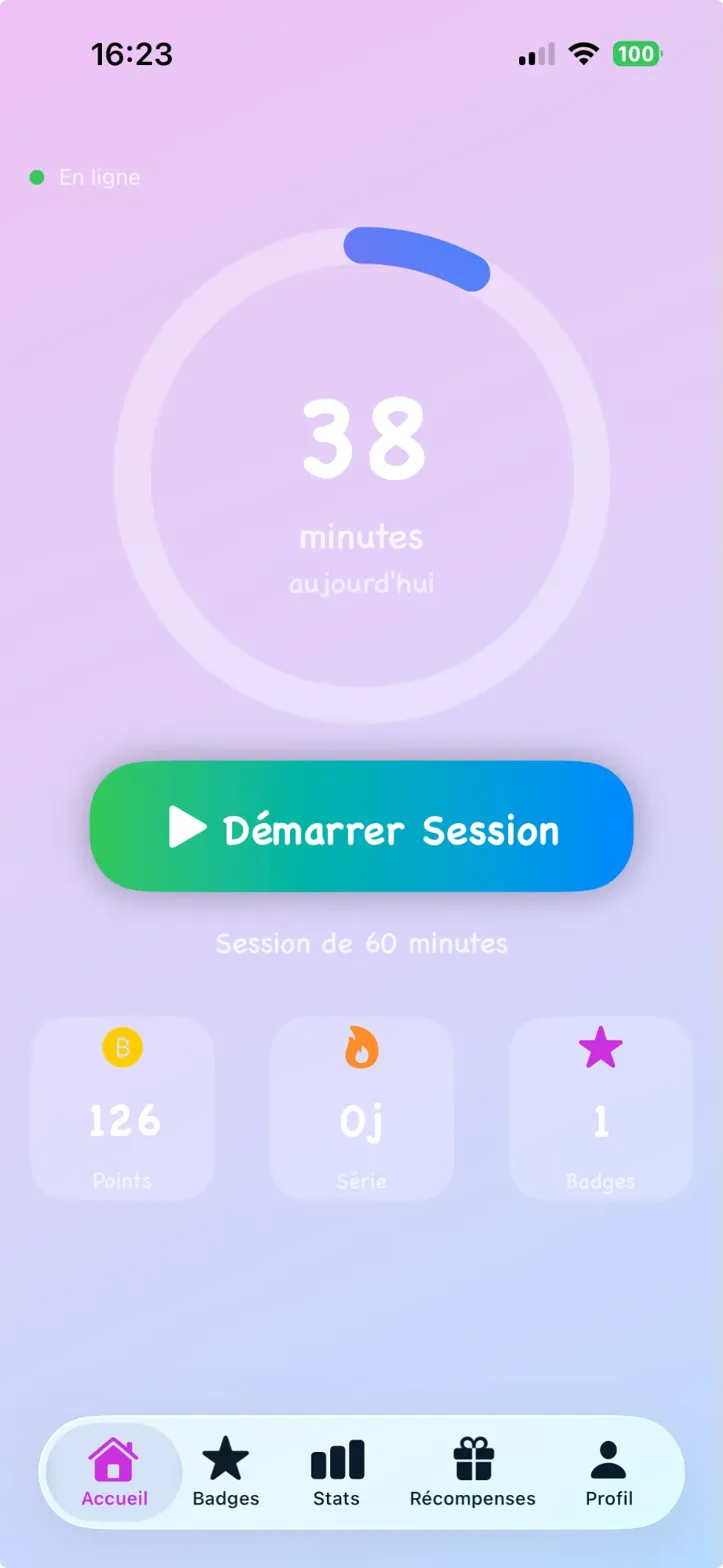 16:23
100
En ligne
38
minutes
aujourd'hui
Démarrer Session
Session de 60 minutes
126
0j
1
Points
Série
Badges
Accueil
Badges
Stats
Récompenses
Profil